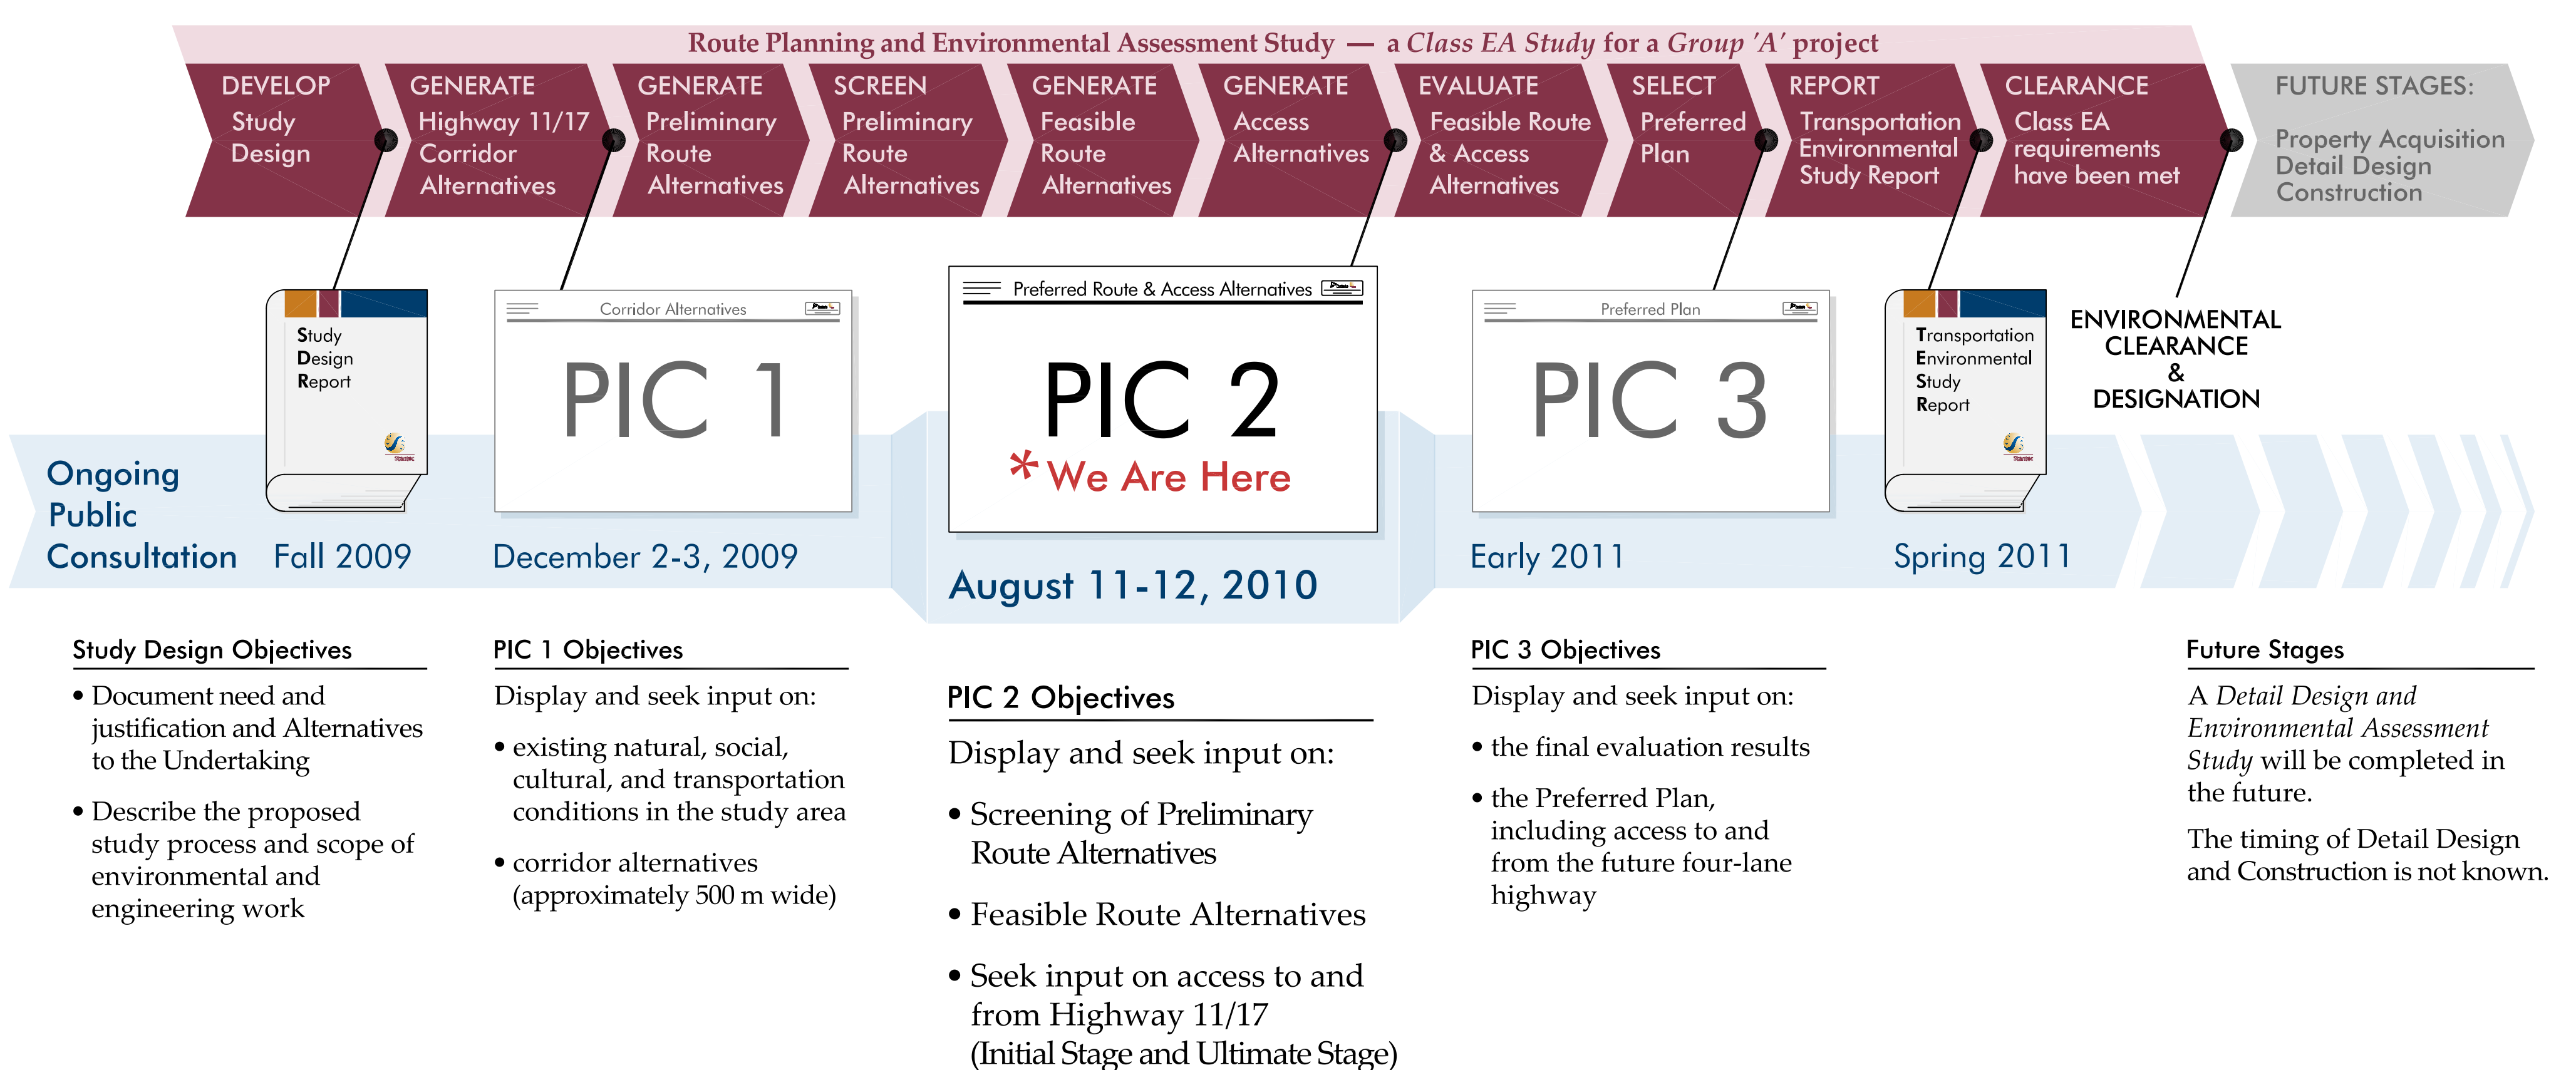 Route Planning and Environmental Assessment Study — a Class EA Study for a Group 'A' project
DEVELOP
Study
Design
GENERATE
Highway 11/17
Corridor
Alternatives
GENERATE
Preliminary
Route
Alternatives
SCREEN
Preliminary
Route
Alternatives
GENERATE
Feasible
Route
Alternatives
GENERATE
Access
Alternatives
EVALUATE
Feasible Route
& Access
Alternatives
SELECT
Preferred
Plan
REPORT
Transportation
Environmental
Study Report
CLEARANCE
Class EA
requirements
have been met
FUTURE STAGES:
Property Acquisition
Detail Design
Construction
Study
Design
Report
Stantec
Corridor Alternatives
PIC 1
Preferred Route & Access Alternatives
PIC 2
*We Are Here
Preferred Plan
PIC 3
Transportation
Environmental
Study
Report
Stantec
ENVIRONMENTAL
CLEARANCE
&
DESIGNATION
Ongoing
Public
Consultation
Fall 2009
December 2-3, 2009
August 11-12, 2010
Early 2011
Spring 2011
Study Design Objectives
• Document need and
justification and Alternatives
to the Undertaking
• Describe the proposed
study process and scope of
environmental and
engineering work
PIC 1 Objectives
Display and seek input on:
• existing natural, social,
cultural, and transportation
conditions in the study area
• corridor alternatives
(approximately 500 m wide)
PIC 2 Objectives
Display and seek input on:
• Screening of Preliminary
Route Alternatives
• Feasible Route Alternatives
• Seek input on access to and
from Highway 11/17
(Initial Stage and Ultimate Stage)
PIC 3 Objectives
Display and seek input on:
• the final evaluation results
• the Preferred Plan,
including access to and
from the future four-lane
highway
Future Stages
A Detail Design and
Environmental Assessment
Study will be completed in
the future.
The timing of Detail Design
and Construction is not known.